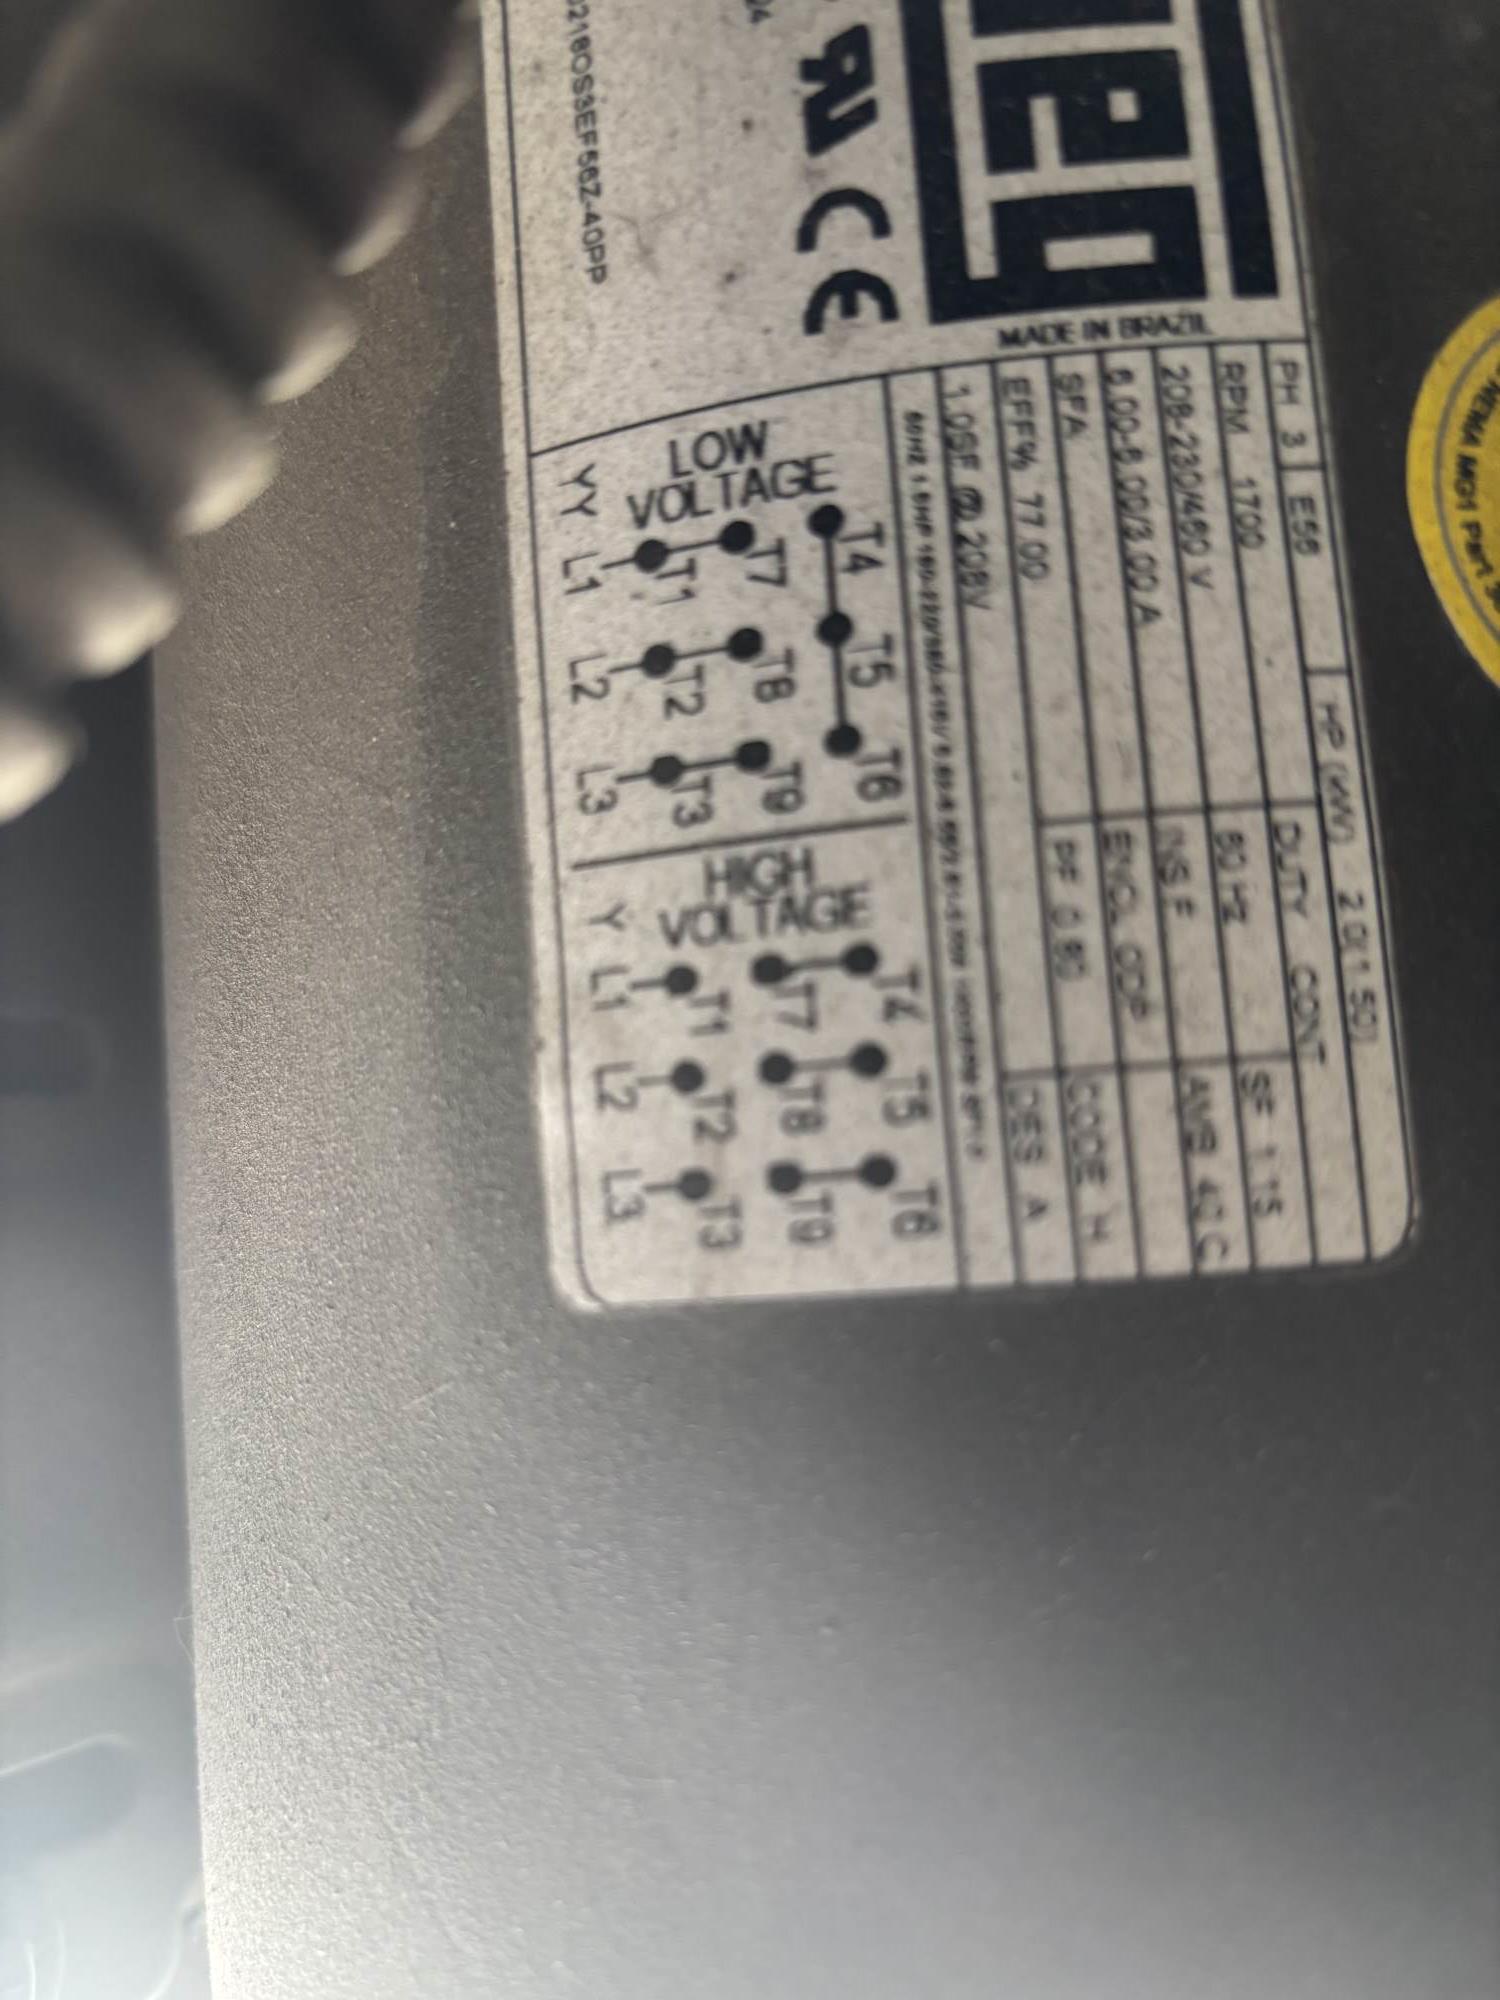 MADE IN BRAZIL
HP (kW) 2.0(1.50)
PH 3
E56
DUTY CONT
RPM 1700
60 Hz
SF 1.15
208-230/460 V
INS F
AMB 40 C
6.00-6.00/3.00 A
ENCL ODP
SFA
PF 0.80
CODE H
EFF% 77.00
DES A
1.0SF @ 208V
LOW
VOLTAGE
YY
T4 T5 T6
T7 T8 T9
T1 T2 T3
L1 L2 L3
HIGH
VOLTAGE
Y
T4 T5 T6
T7 T8 T9
T1 T2 T3
L1 L2 L3
NEMA MG1